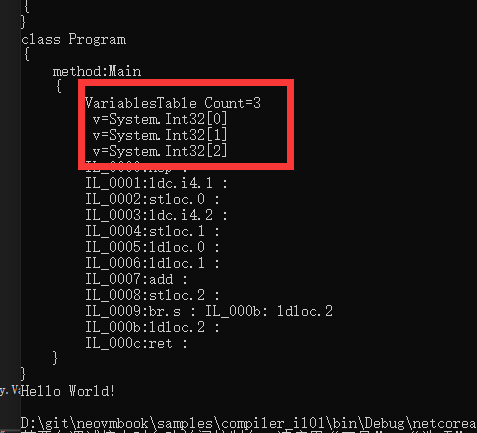 {
}
class Program
{
method:Main
{
VariablesTable Count=3
v=System.Int32[0]
v=System.Int32[1]
v=System.Int32[2]
IL_0001:ldc.i4.1 :
IL_0002:stloc.0 :
IL_0003:ldc.i4.2 :
IL_0004:stloc.1 :
IL_0005:ldloc.0 :
IL_0006:ldloc.1 :
IL_0007:add :
IL_0008:stloc.2 :
IL_0009:br.s : IL_000b: ldloc.2
IL_000b:ldloc.2 :
IL_000c:ret :
}
}
y.Va
Hello World!
D:\git\neovmbook\samples\compiler_il01\bin\Debug\netcorea